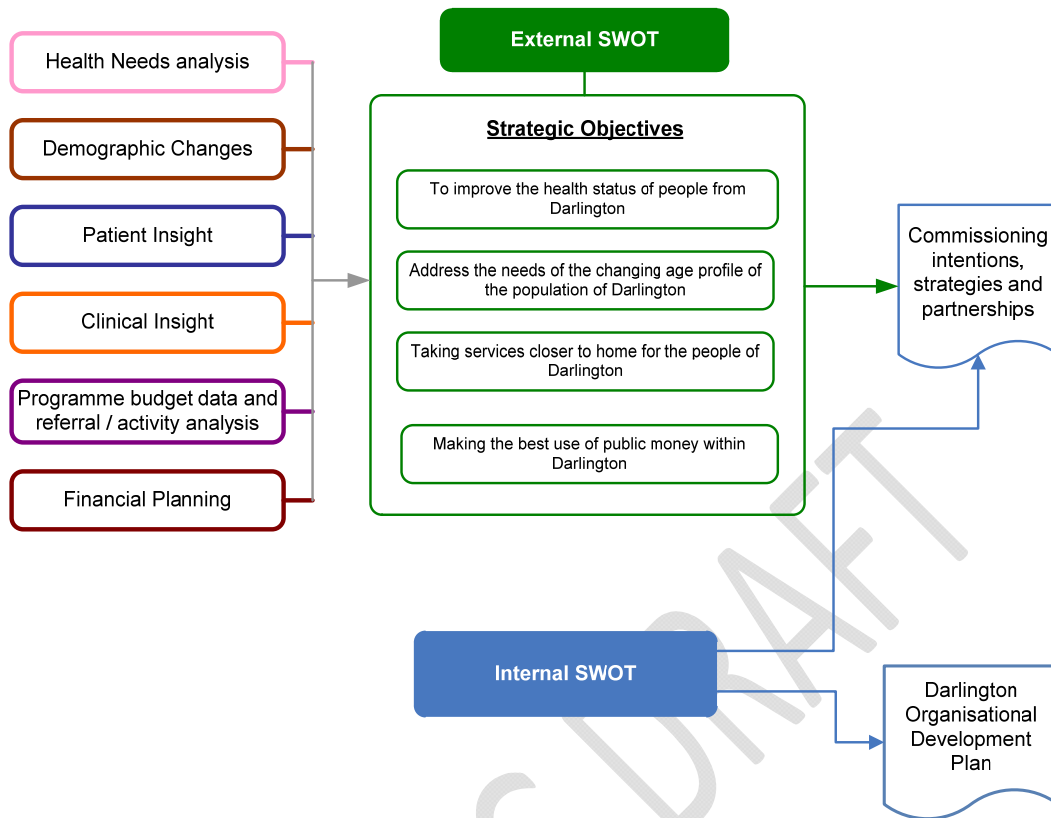 External SWOT
Health Needs analysis
Demographic Changes
Patient Insight
Clinical Insight
Programme budget data and
referral / activity analysis
Financial Planning
Strategic Objectives
To improve the health status of people from
Darlington
Address the needs of the changing age profile of
the population of Darlington
Taking services closer to home for the people of
Darlington
Making the best use of public money within
Darlington
Commissioning
intentions,
strategies and
partnerships
Internal SWOT
Darlington
Organisational
Development
Plan
DRAFT